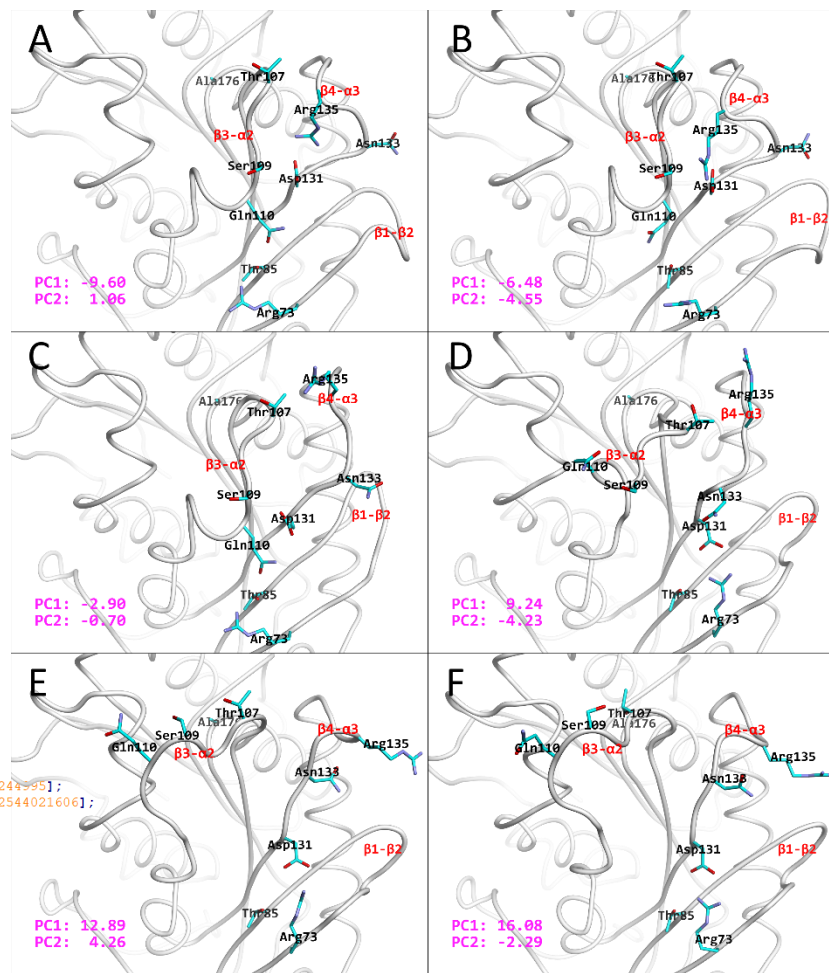 A
Ala176
Thr107
β4-α3
Arg135
β3-α2
Asn133
Ser109
Asp131
Gln110
β1-β2
Thr85
PC1: -9.60
PC2: 1.06
Arg73
B
Ala176
Thr107
β4-α3
Arg135
β3-α2
Asn133
Ser109
Asp131
Gln110
β1-β2
Thr85
PC1: -6.48
PC2: -4.55
Arg73
C
Arg135
Ala176
β4-α3
Thr107
β3-α2
Asn133
Ser109
β1-β2
Asp131
Gln110
Thr85
PC1: -2.90
PC2: -0.70
Arg73
D
Arg135
Ala176
β4-α3
Thr107
β3-α2
Gln110
Ser109
Asn133
β1-β2
Asp131
Thr85
PC1: 9.24
PC2: -4.23
Arg73
E
Thr107
Ala176
Ser109
β4-α3
Gln110
β3-α2
Arg135
Asn133
244395];
2544021606];
Asp131
β1-β2
Thr85
PC1: 12.89
PC2: 4.26
Arg73
F
Thr107
Ser109
Ala176
β4-α3
Gln110
β3-α2
Arg135
Asn133
Asp131
β1-β2
Thr85
PC1: 16.08
PC2: -2.29
Arg73